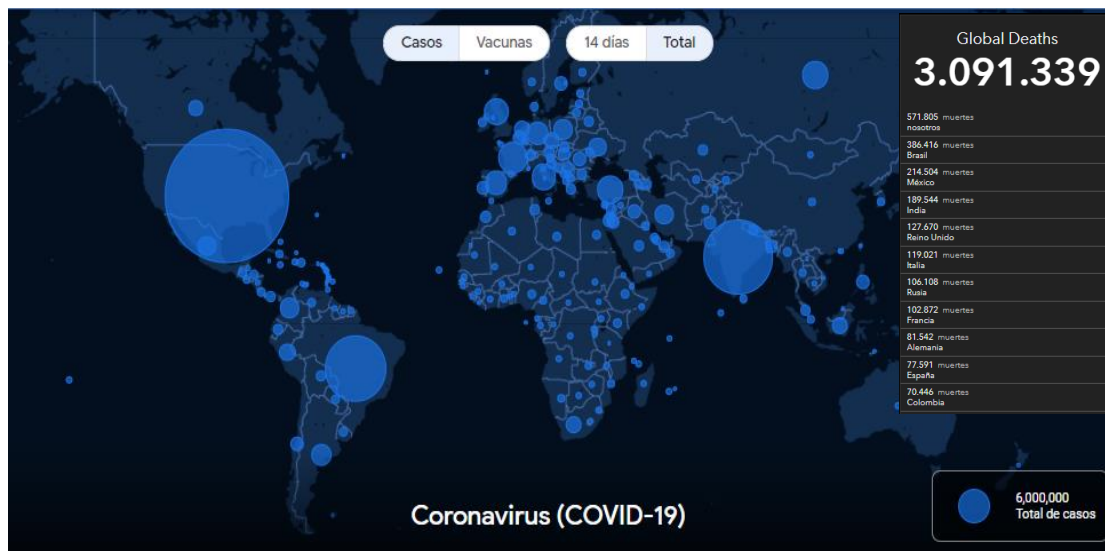 Casos Vacunas 14 días Total
Global Deaths
3.091.339
571.805 muertes
nosotros
386.416 muertes
Brasil
214.504 muertes
México
189.544 muertes
India
127.670 muertes
Reino Unido
119.021 muertes
Italia
106.108 muertes
Rusia
102.872 muertes
Francia
81.542 muertes
Alemania
77.591 muertes
España
70.446 muertes
Colombia
6,000,000
Total de casos
Coronavirus (COVID-19)